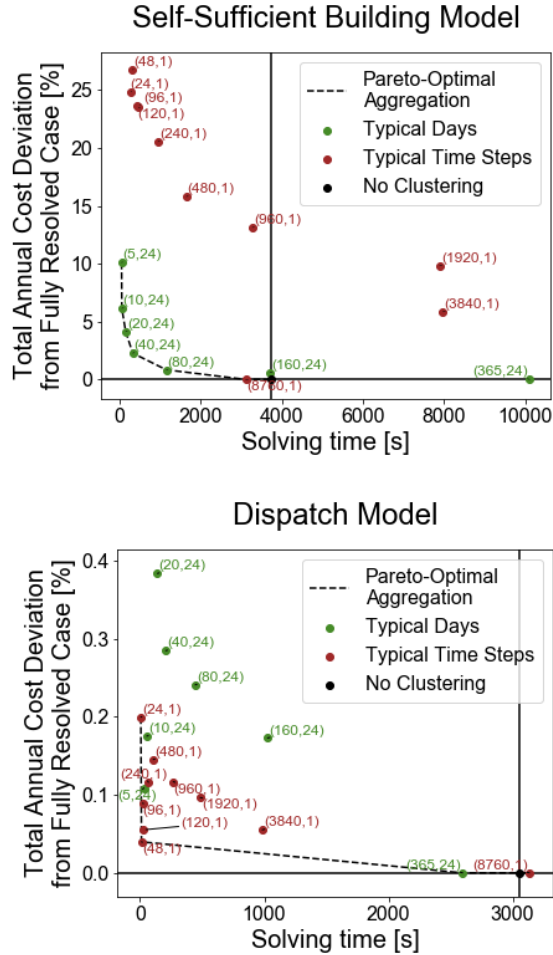 Self-Sufficient Building Model
Total Annual Cost Deviation
from Fully Resolved Case [%]
25
20
15
10
5
0
(48,1)
(24,1)
(96,1)
(120,1)
(240,1)
(480,1)
(960,1)
(1920,1)
(3840,1)
(5,24)
(10,24)
(20,24)
(40,24)
(80,24)
(160,24)
(365,24)
(8760,1)
Pareto-Optimal
Aggregation
Typical Days
Typical Time Steps
No Clustering
0 2000 4000 6000 8000 10000
Solving time [s]
Dispatch Model
Total Annual Cost Deviation
from Fully Resolved Case [%]
0.4
0.3
0.2
0.1
0.0
(20,24)
(40,24)
(80,24)
(24,1)
(10,24)
(160,24)
(480,1)
(240,1)
(960,1)
(5,24)
(1920,1)
(96,1)
(120,1)
(3840,1)
(48,1)
(365,24)
(8760,1)
Pareto-Optimal
Aggregation
Typical Days
Typical Time Steps
No Clustering
0 1000 2000 3000
Solving time [s]